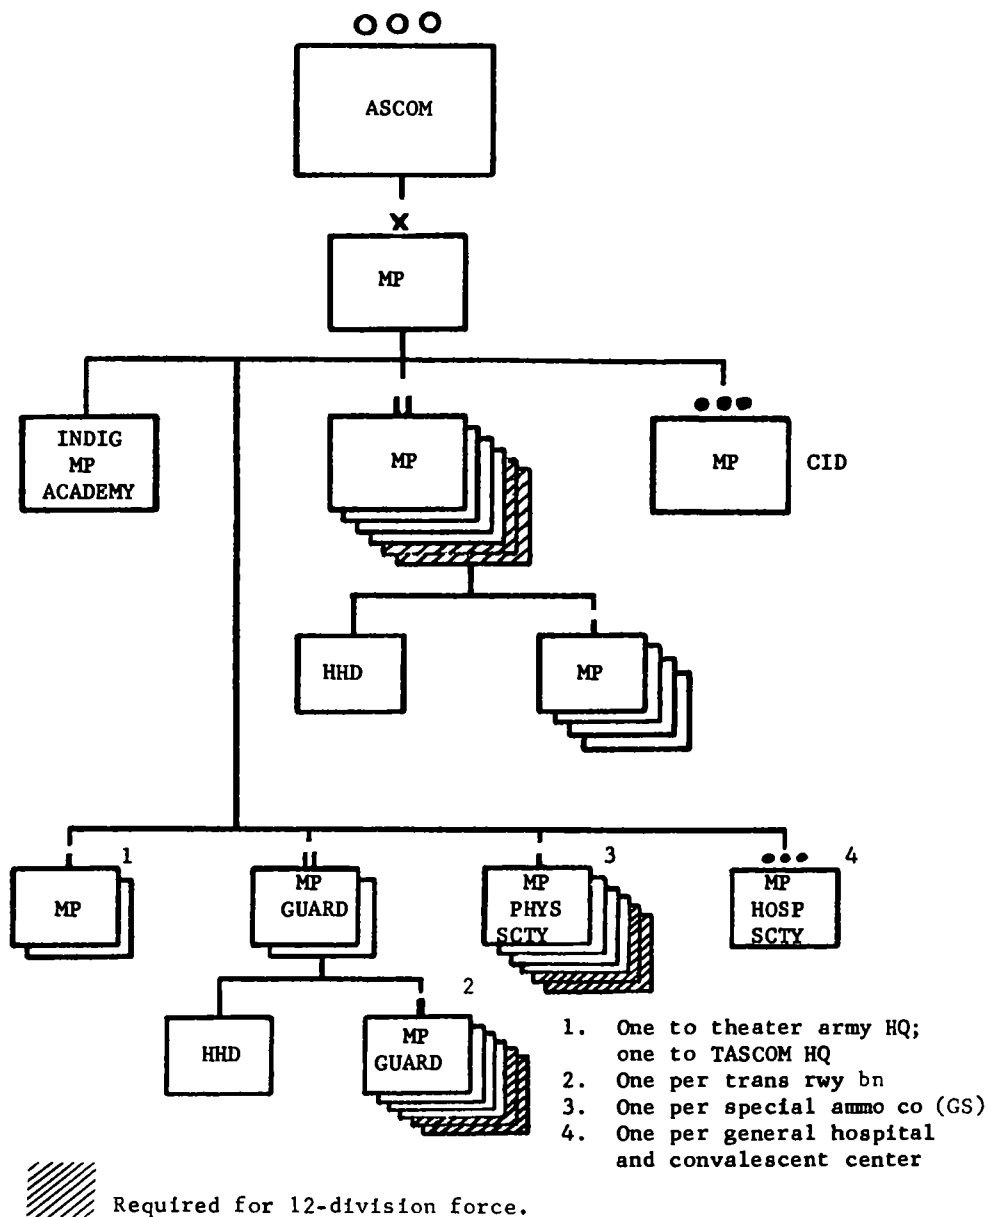 ASCOM
X
MP
INDIG
MP
ACADEMY
MP
MP
CID
HHD
MP
1
MP
MP
GUARD
3
MP
PHYS
SCTY
4
MP
HOSP
SCTY
HHD
2
MP
GUARD
1. One to theater army HQ;
one to TASCOM HQ
2. One per trans rwy bn
3. One per special ammo co (GS)
4. One per general hospital
and convalescent center
Required for 12-division force.